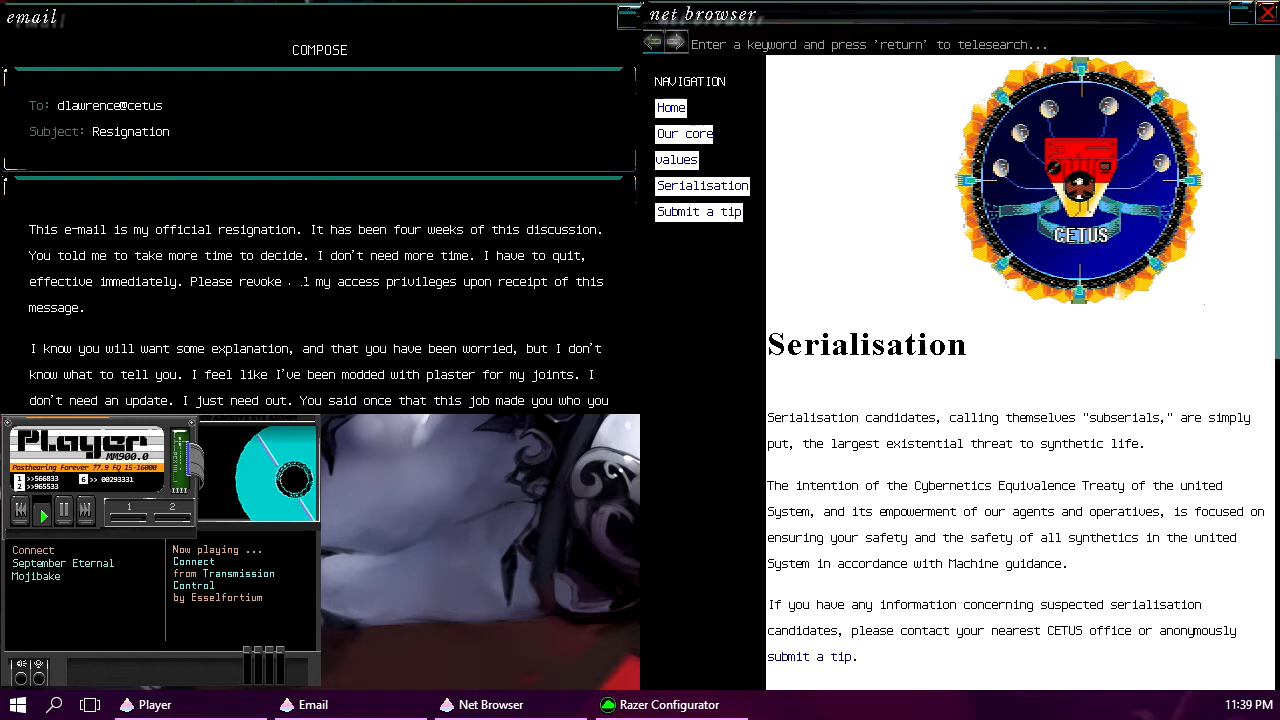 email
COMPOSE
To: dlawrence@cetus
Subject: Resignation
This e-mail is my official resignation. It has been four weeks of this discussion.
You told me to take more time to decide. I don't need more time. I have to quit,
effective immediately. Please revoke . .l my access privileges upon receipt of this
message.
I know you will want some explanation, and that you have been worried, but I don't
know what to tell you. I feel like I've been modded with plaster for my joints. I
don't need an update. I just need out. You said once that this job made you who you
Player
MM900.0
Posthearing Forever 77.9 FQ 15-16000
1 >>566833
6 >> 00293331
2 >>965533
1 2
Connect
September Eternal
Mojibake
Now playing ...
Connect
from Transmission
Control
by Esselfortium
net browser
Enter a keyword and press 'return' to telesearch...
NAVIGATION
Home
Our core
values
Serialisation
Submit a tip
CETUS
Serialisation
Serialisation candidates, calling themselves "subserials," are simply
put, the largest existential threat to synthetic life.
The intention of the Cybernetics Equivalence Treaty of the united
System, and its empowerment of our agents and operatives, is focused on
ensuring your safety and the safety of all synthetics in the united
System in accordance with Machine guidance.
If you have any information concerning suspected serialisation
candidates, please contact your nearest CETUS office or anonymously
submit a tip.
Player
Email
Net Browser
Razer Configurator
11:39 PM